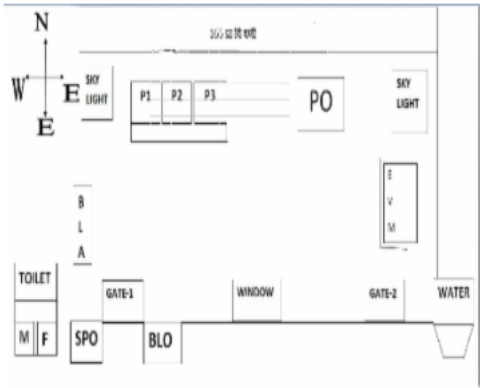 N
W
E
E
SKY
LIGHT
P1
P2
P3
PO
SKY
LIGHT
E
V
M
B
L
A
TOILET
M
F
GATE-1
WINDOW
GATE-2
WATER
SPO
BLO